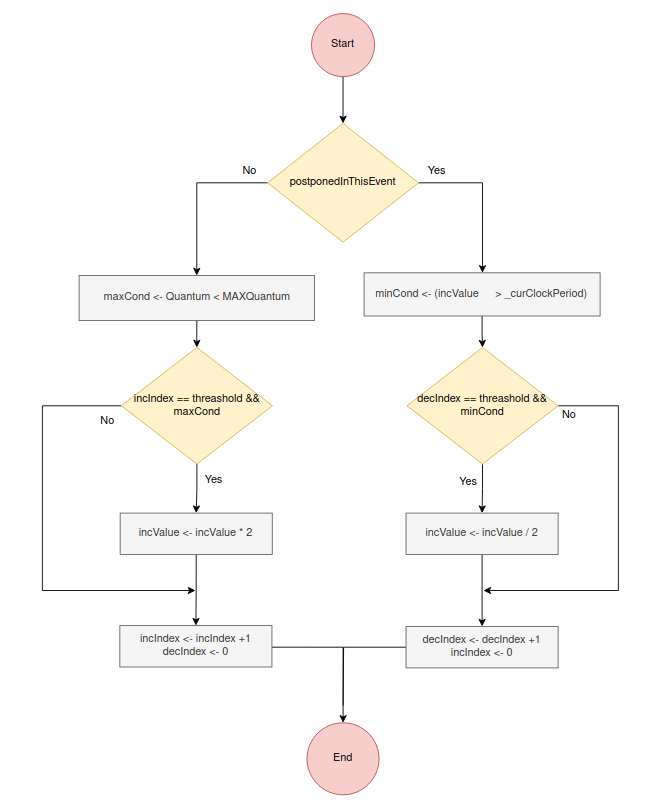 Start
postponedInThisEvent
No
Yes
maxCond <- Quantum < MAXQuantum
minCond <- (incValue > _curClockPeriod)
incIndex == threashold &&
maxCond
decIndex == threashold &&
minCond
No
No
Yes
Yes
incValue <- incValue * 2
incValue <- incValue / 2
incIndex <- incIndex +1
decIndex <- 0
decIndex <- decIndex +1
incIndex <- 0
End